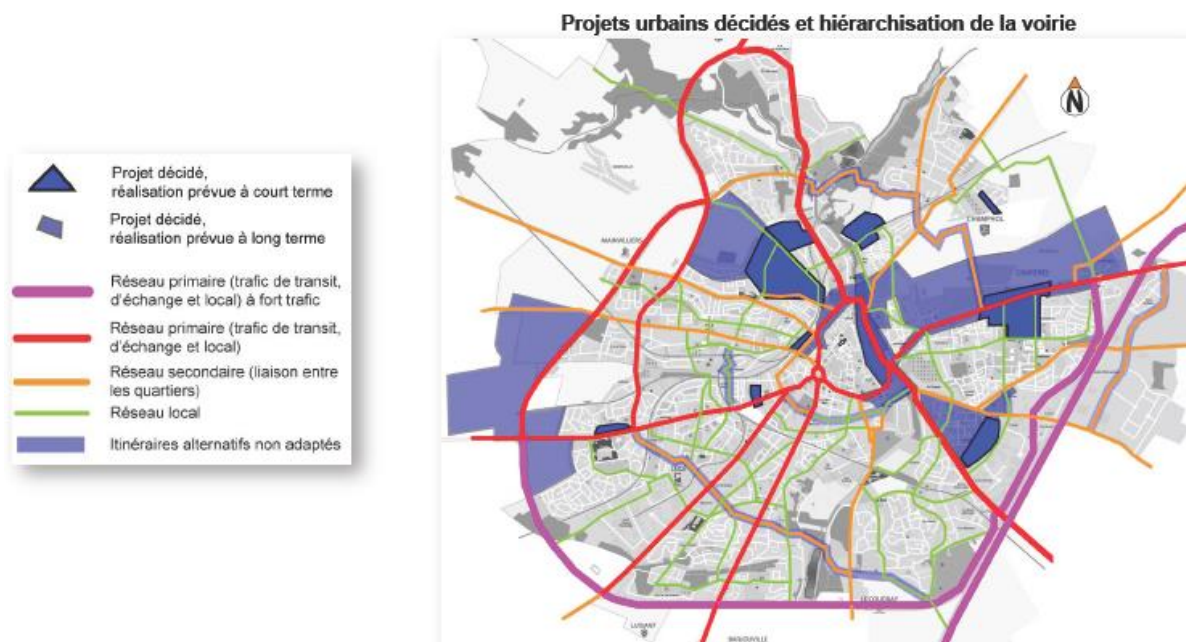 Projets urbains décidés et hiérarchisation de la voirie
Projet décidé,
réalisation prévue à court terme
Projet décidé,
réalisation prévue à long terme
Réseau primaire (trafic de transit,
d'échange et local) à fort trafic
Réseau primaire (trafic de transit,
d'échange et local)
Réseau secondaire (liaison entre
les quartiers)
Réseau local
Itinéraires alternatifs non adaptés
N
CHAMPHOL
MAINVILLIERS
LUISANT